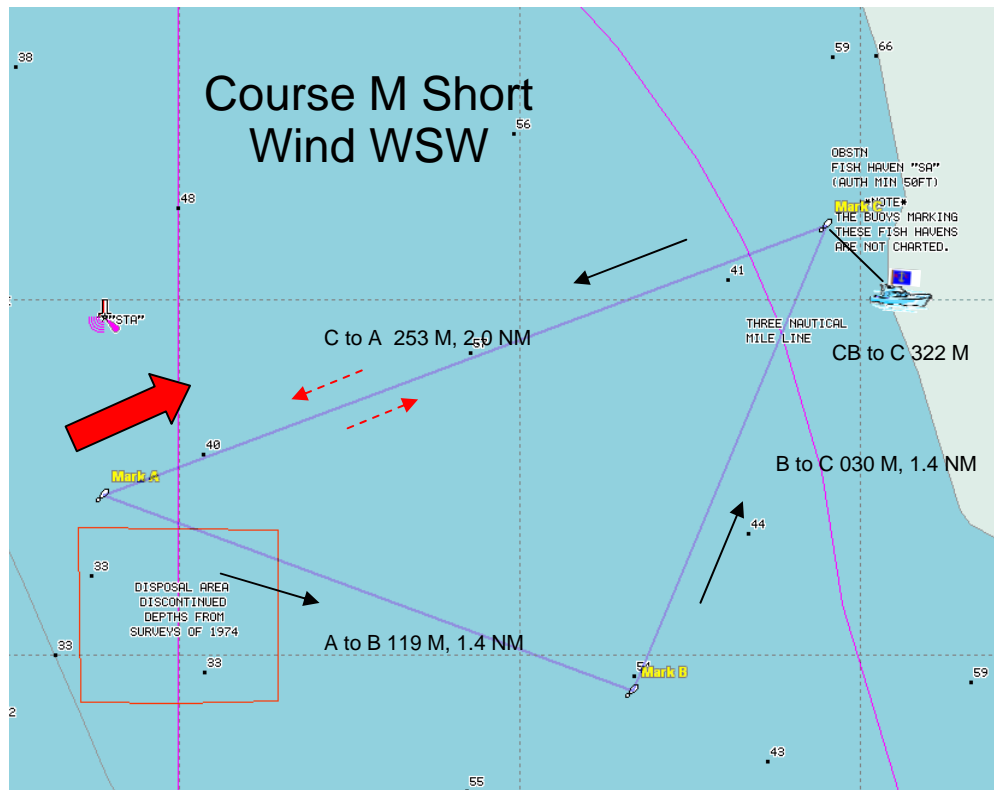 38
59
66
Course M Short
Wind WSW
56
OBSTN
FISH HAVEN "SA"
(AUTH MIN 50FT)
*NOTE*
Mark C
THE BUOYS MARKING
THESE FISH HAVENS
ARE NOT CHARTED.
48
41
"STA"
THREE NAUTICAL
MILE LINE
C to A 253 M, 2.0 NM
57
CB to C 322 M
40
Mark A
B to C 030 M, 1.4 NM
44
33
DISPOSAL AREA
DISCONTINUED
DEPTHS FROM
SURVEYS OF 1974
A to B 119 M, 1.4 NM
33
33
Mark B
59
2
43
55